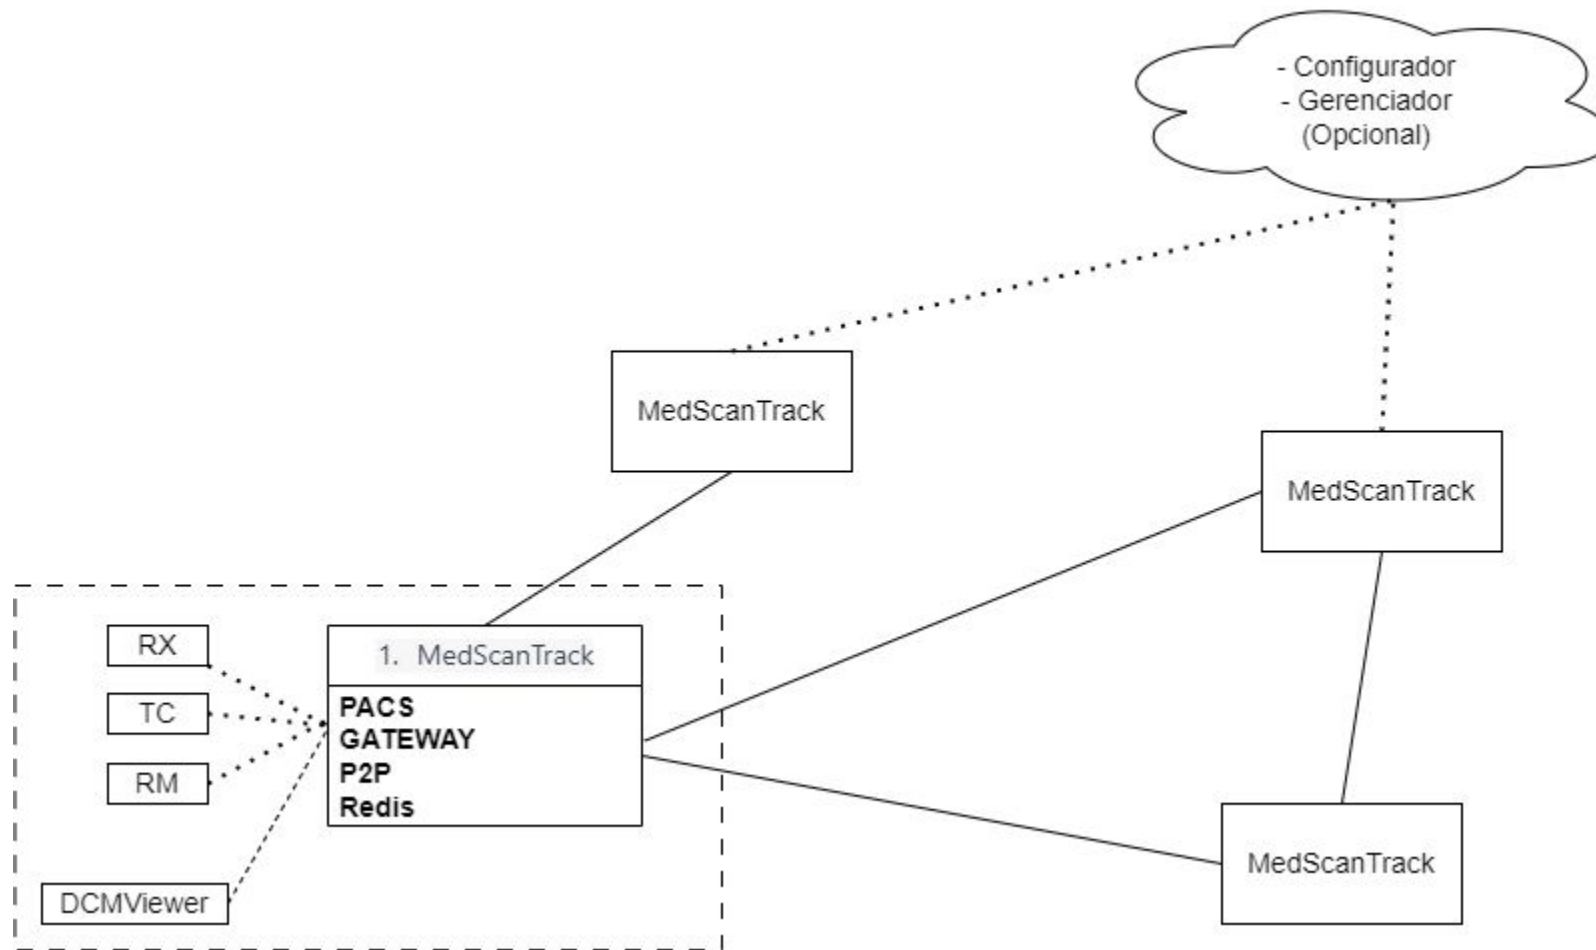 - Configurador
- Gerenciador
(Opcional)
MedScanTrack
MedScanTrack
RX
TC
RM
DCMViewer
1. MedScanTrack
PACS
GATEWAY
P2P
Redis
MedScanTrack